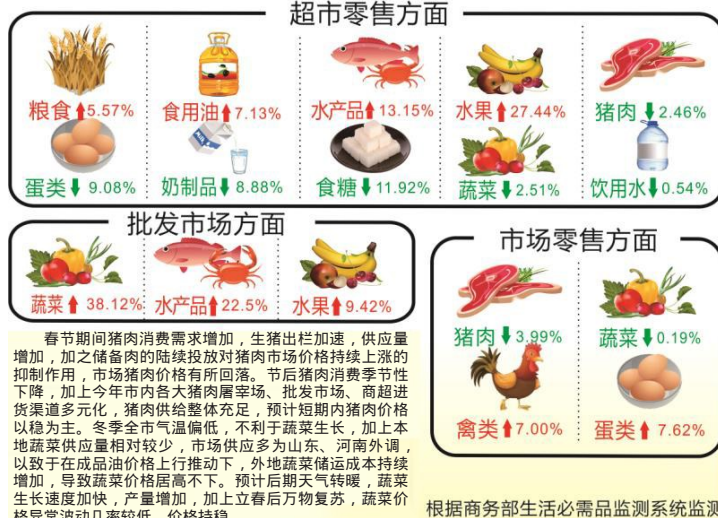 超市零售方面
粮食⬆5.57% 食用油⬆7.13% 水产品⬆13.15% 水果⬆27.44% 猪肉⬇2.46%
蛋类⬇9.08% 奶制品⬇8.88% 食糖⬇11.92% 蔬菜⬇2.51% 饮用水⬇0.54%
批发市场方面
蔬菜⬆38.12% 水产品⬆22.5% 水果⬆9.42%
市场零售方面
猪肉⬇3.99% 蔬菜⬇0.19%
禽类⬆7.00% 蛋类⬆7.62%
春节期间猪肉消费需求增加，生猪出栏加速，供应量
增加，加之储备肉的陆续投放对猪肉市场价格持续上涨的
抑制作用，市场猪肉价格有所回落。节后猪肉消费季节性
下降，加上今年市内各大猪肉屠宰场、批发市场、商超进
货渠道多元化，猪肉供给整体充足，预计短期内猪肉价格
以稳为主。冬季全市气温偏低，不利于蔬菜生长，加上本
地蔬菜供应量相对较少，市场供应多为山东、河南外调，
以致于在成品油价格上行推动下，外地蔬菜储运成本持续
增加，导致蔬菜价格居高不下。预计后期天气转暖，蔬菜
生长速度加快，产量增加，加上立春后万物复苏，蔬菜价
格异常波动几率较低，价格持稳
根据商务部生活必需品监测系统监测